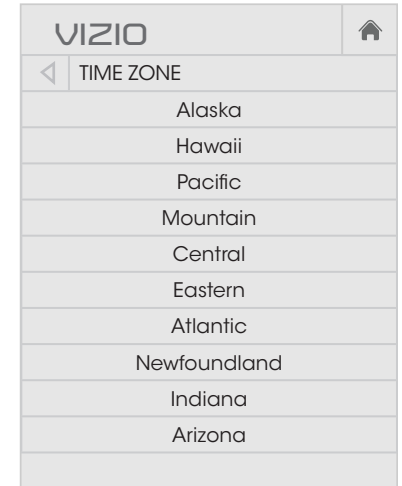 VIZIO
TIME ZONE
Alaska
Hawaii
Pacific
Mountain
Central
Eastern
Atlantic
Newfoundland
Indiana
Arizona